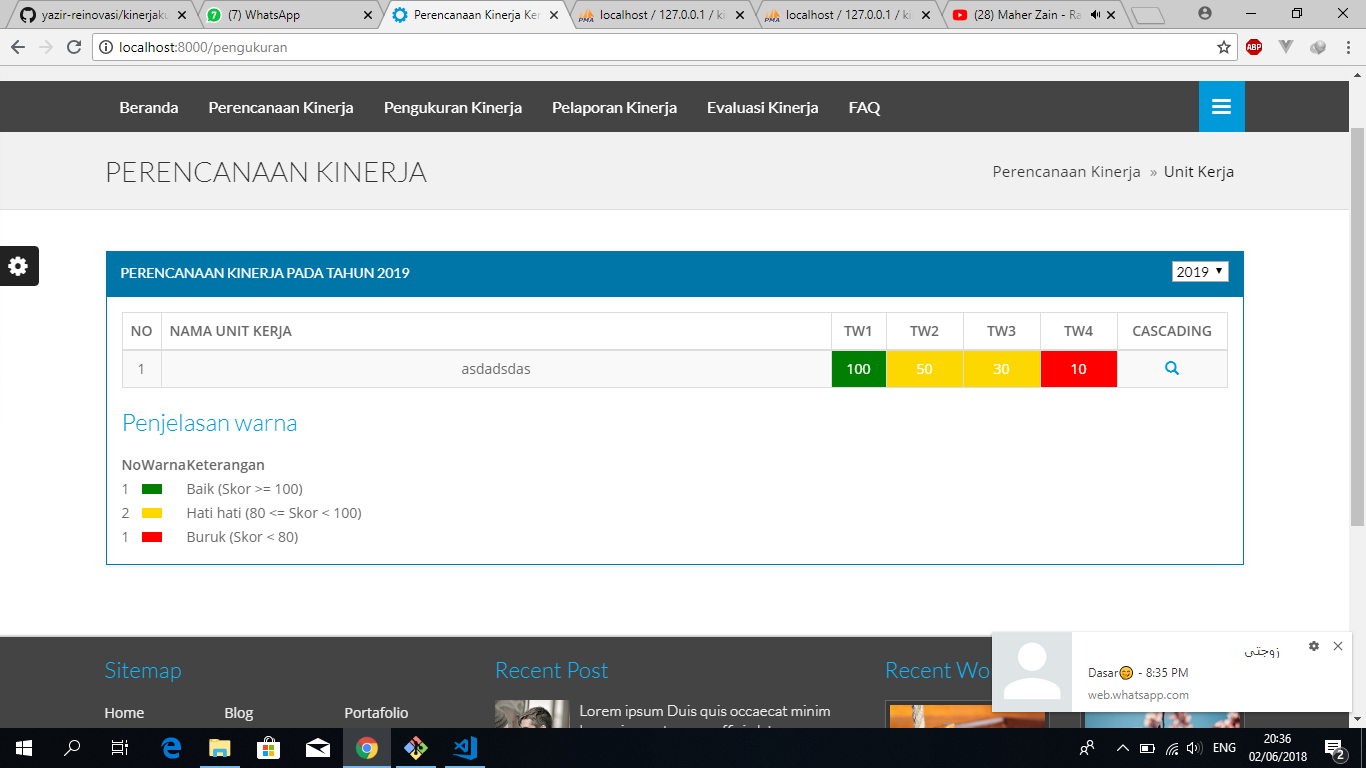 yazir-reinovasi/kinerjaku
(7) WhatsApp
Perencanaan Kinerja Ke
localhost / 127.0.0.1 / ki
localhost / 127.0.0.1 / ki
(28) Maher Zain - Ra
localhost:8000/pengukuran
ABP
Beranda
Perencanaan Kinerja
Pengukuran Kinerja
Pelaporan Kinerja
Evaluasi Kinerja
FAQ
PERENCANAAN KINERJA
Perencanaan Kinerja » Unit Kerja
PERENCANAAN KINERJA PADA TAHUN 2019
2019
NO NAMA UNIT KERJA TW1 TW2 TW3 TW4 CASCADING
1 asdadsdas 100 50 30 10
Penjelasan warna
NoWarnaKeterangan
1 Baik (Skor >= 100)
2 Hati hati (80 <= Skor < 100)
1 Buruk (Skor < 80)
زوجتى
Dasar😋 - 8:35 PM
web.whatsapp.com
Sitemap
Recent Post
Recent Wo
Home
Blog
Portafolio
Lorem ipsum Duis quis occaecat minim
ENG
20:36
02/06/2018
2